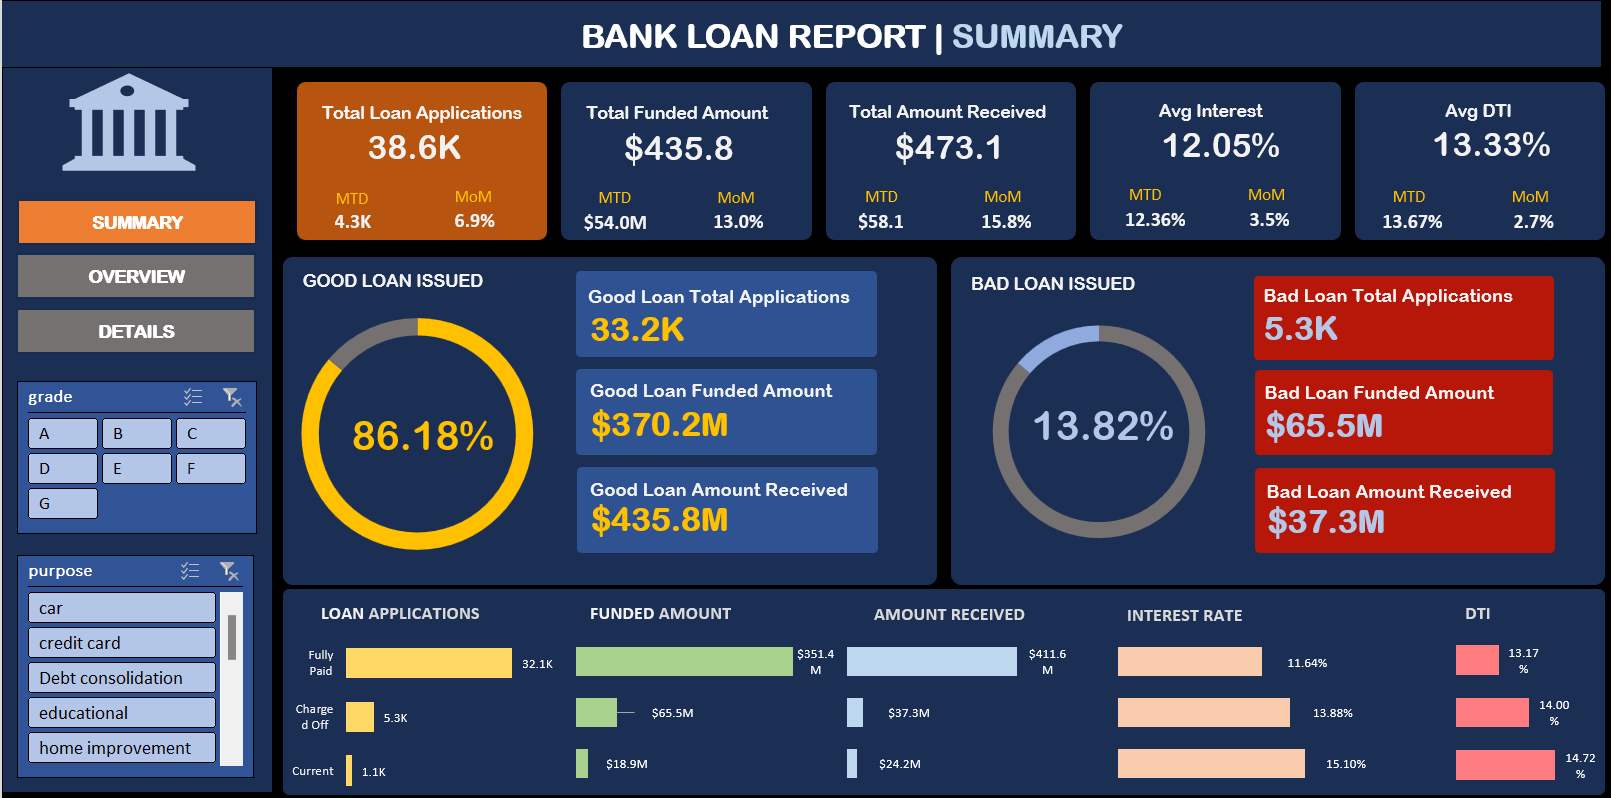 BANK LOAN REPORT | SUMMARY
Total Loan Applications
38.6K
MTD
MoM
4.3K
6.9%
Total Funded Amount
$435.8
MTD
MoM
$54.0M
13.0%
Total Amount Received
$473.1
MTD
MoM
$58.1
15.8%
Avg Interest
12.05%
MTD
MoM
12.36%
3.5%
Avg DTI
13.33%
MTD
MoM
13.67%
2.7%
SUMMARY
OVERVIEW
DETAILS
grade
A
B
C
D
E
F
G
purpose
car
credit card
Debt consolidation
educational
home improvement
GOOD LOAN ISSUED
86.18%
Good Loan Total Applications
33.2K
Good Loan Funded Amount
$370.2M
Good Loan Amount Received
$435.8M
BAD LOAN ISSUED
13.82%
Bad Loan Total Applications
5.3K
Bad Loan Funded Amount
$65.5M
Bad Loan Amount Received
$37.3M
LOAN APPLICATIONS
Fully
Paid
32.1K
Charge
d Off
5.3K
Current
1.1K
FUNDED AMOUNT
$351.4
M
$65.5M
$18.9M
AMOUNT RECEIVED
$411.6
M
$37.3M
$24.2M
INTEREST RATE
11.64%
13.88%
15.10%
DTI
13.17
%
14.00
%
14.72
%